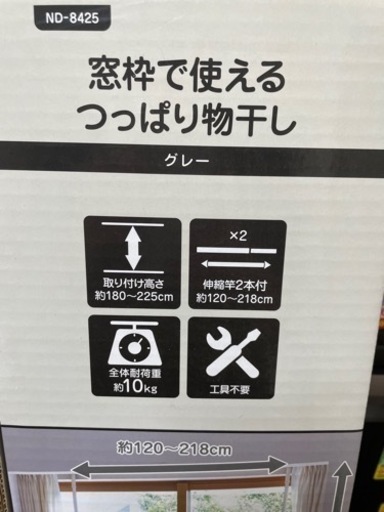 ND-8425
窓枠で使える
つっぱり物干し
グレー
取り付け高さ
約180～225cm
×2
伸縮竿2本付
約120～218cm
全体耐荷重
約10kg
工具不要
約120～218cm